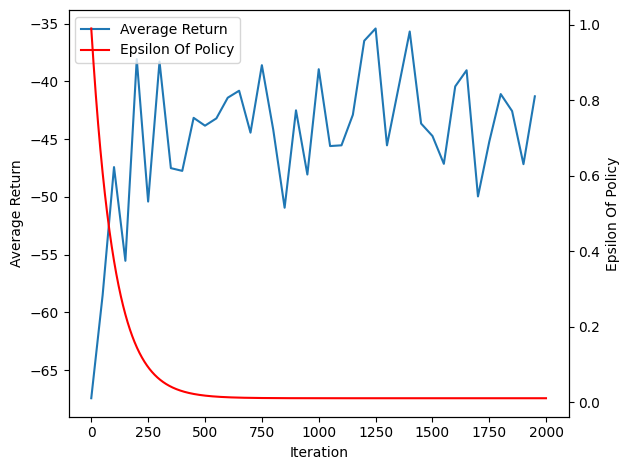 Average Return
Epsilon Of Policy
−35
−40
−45
−50
−55
−60
−65
Average Return
1.0
0.8
0.6
0.4
0.2
0.0
Epsilon Of Policy
0 250 500 750 1000 1250 1500 1750 2000
Iteration